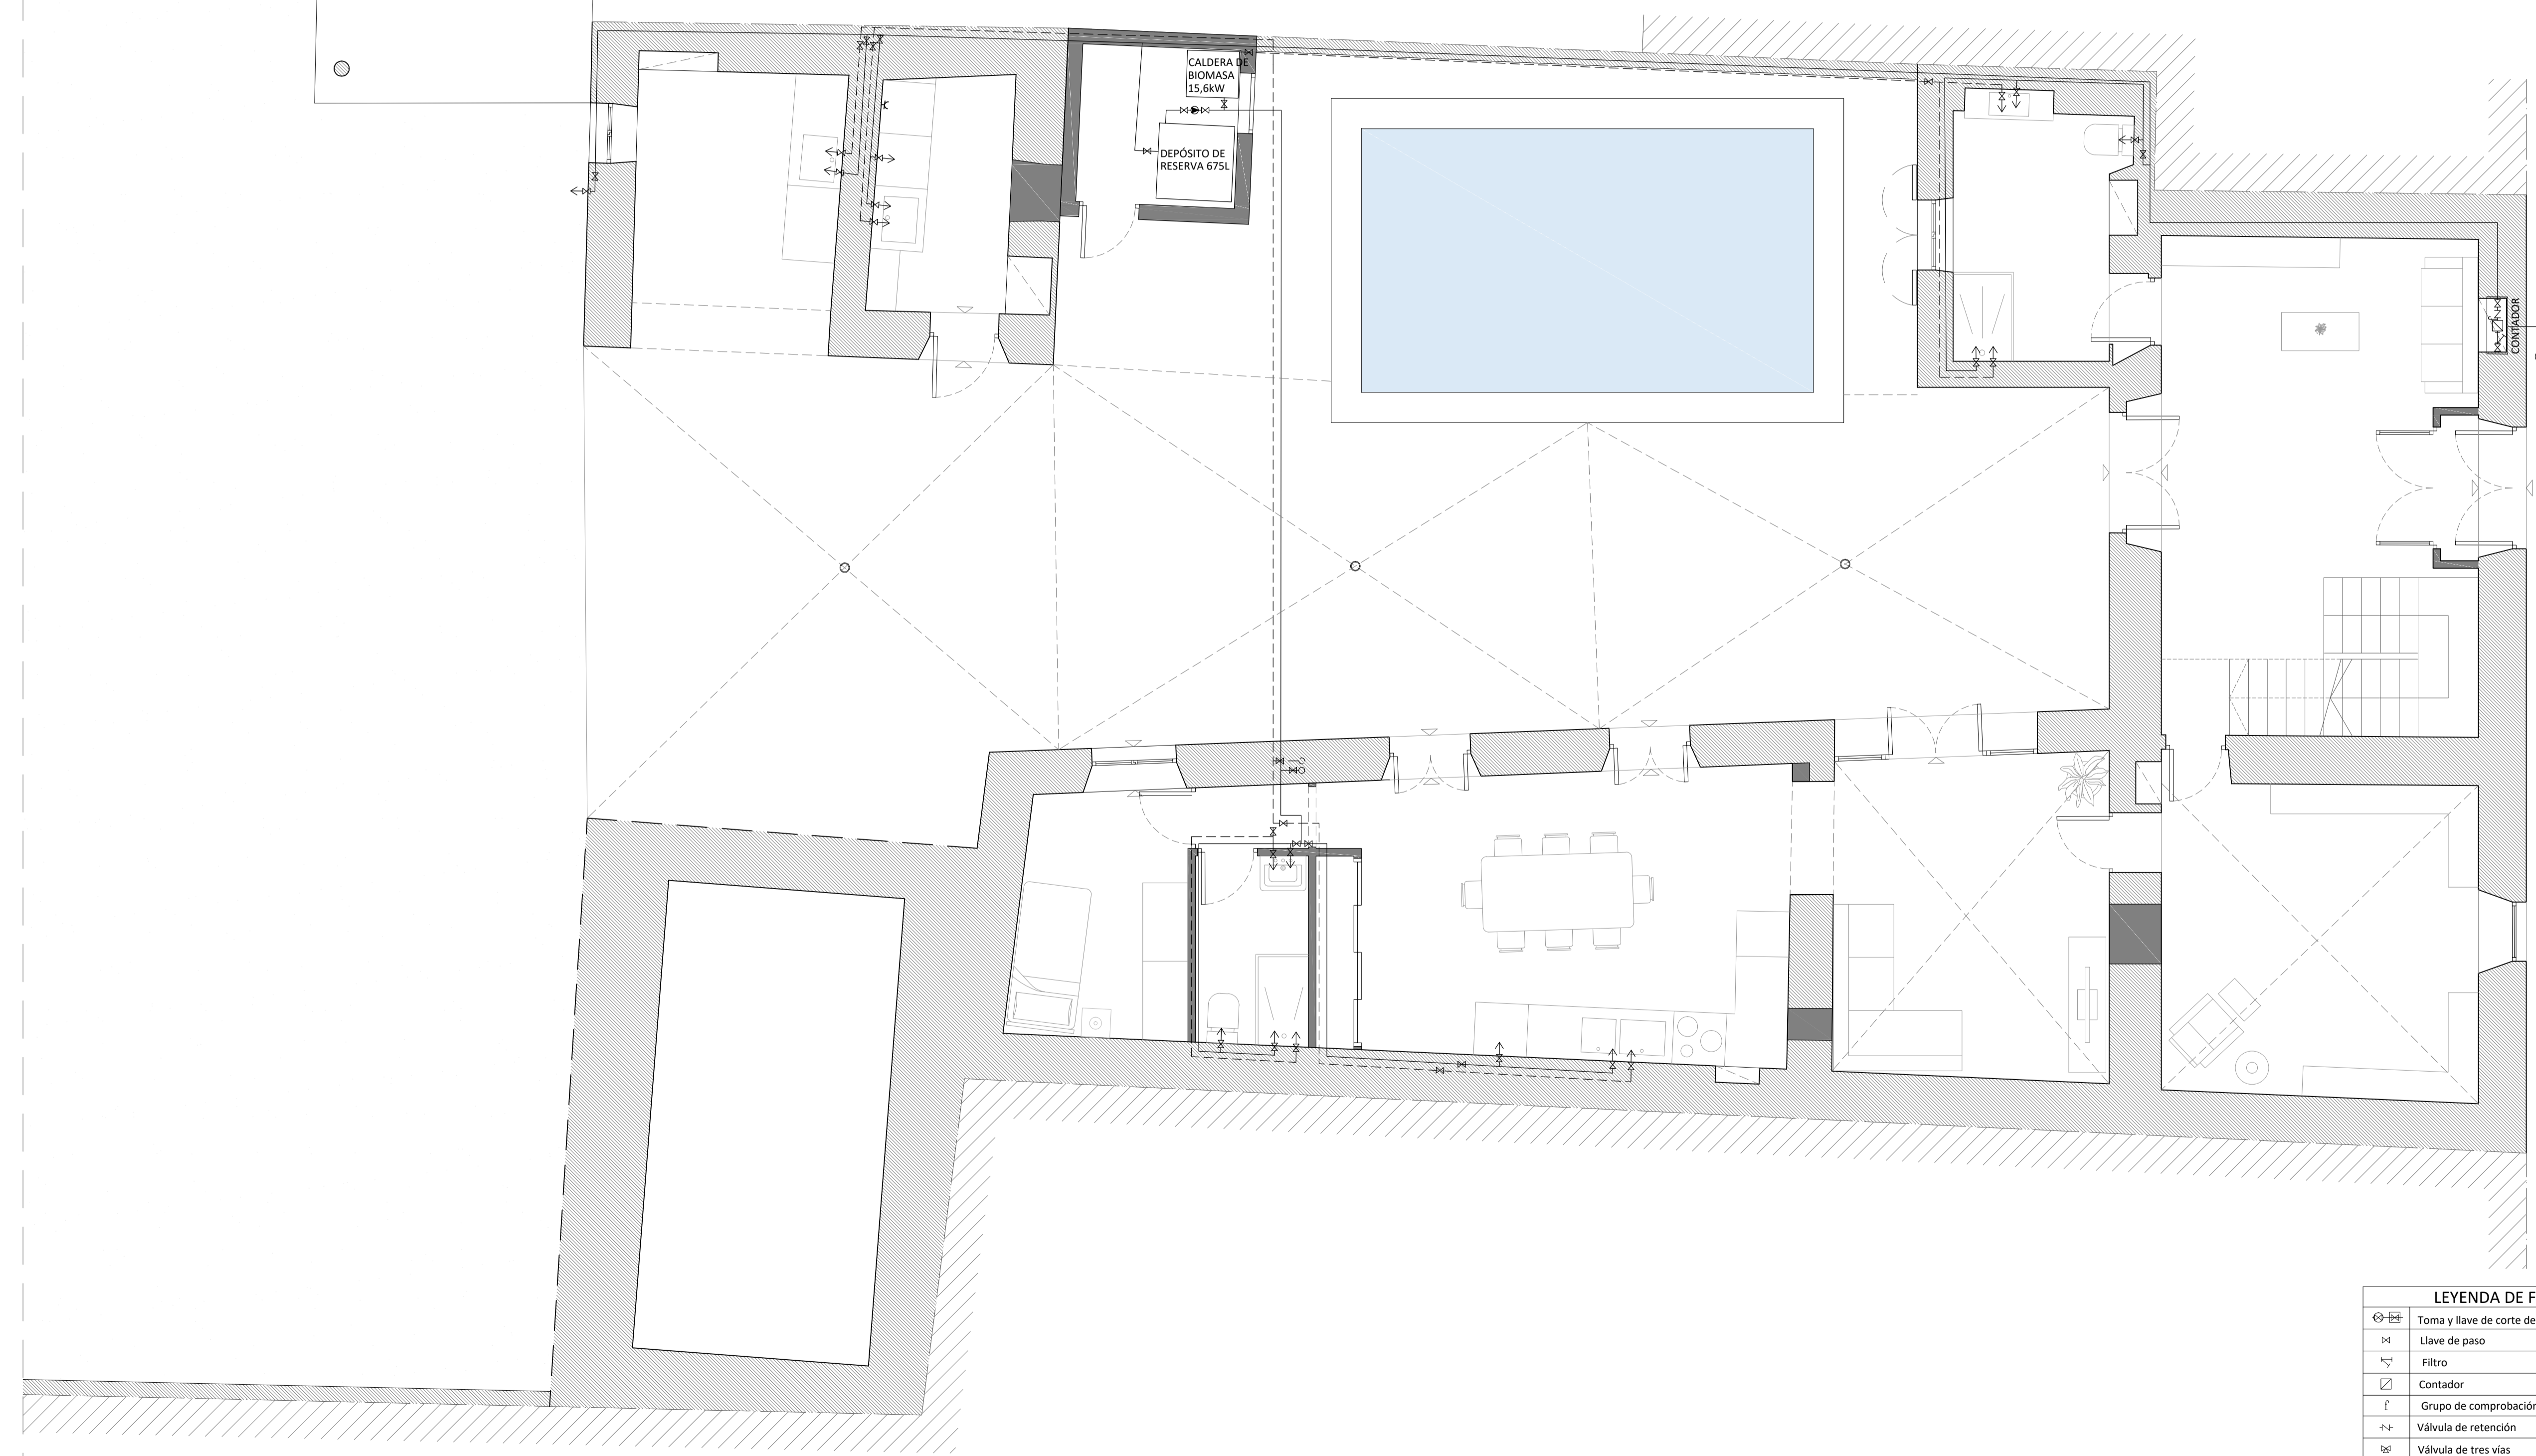 CALDERA DE
BIOMASA
15,6kW
DEPÓSITO DE
RESERVA 675L
CONTADOR
LEYENDA DE F
Toma y llave de corte de
Llave de paso
Filtro
Contador
Grupo de comprobación
Válvula de retención
Válvula de tres vías